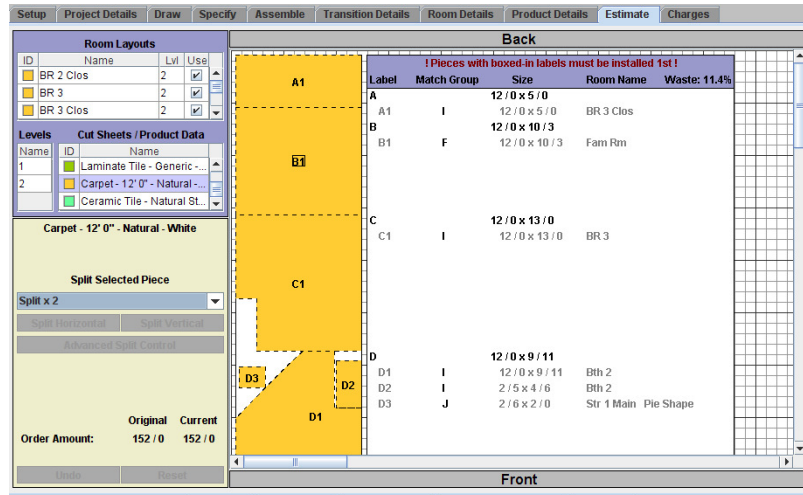 Setup Project Details Draw Specify Assemble Transition Details Room Details Product Details Estimate Charges
Room Layouts
ID Name Lvl Use
BR 2 Clos 2
BR 3 2
BR 3 Clos 2
Levels Cut Sheets / Product Data
Name ID Name
1 Laminate Tile - Generic -...
2 Carpet - 12' 0" - Natural -...
Ceramic Tile - Natural St...
Carpet - 12' 0" - Natural - White
Split Selected Piece
Split x 2
Split Horizontal Split Vertical
Advanced Split Control
Original Current
Order Amount: 152 / 0 152 / 0
Undo Reset
Back
! Pieces with boxed-in labels must be installed 1st !
Label Match Group Size Room Name Waste: 11.4%
A 12 / 0 x 5 / 0
A1 I 12 / 0 x 5 / 0 BR 3 Clos
B 12 / 0 x 10 / 3
B1 F 12 / 0 x 10 / 3 Fam Rm
C 12 / 0 x 13 / 0
C1 I 12 / 0 x 13 / 0 BR 3
D 12 / 0 x 9 / 11
D1 I 12 / 0 x 9 / 11 Bth 2
D2 I 2 / 5 x 4 / 6 Bth 2
D3 J 2 / 6 x 2 / 0 Str 1 Main Pie Shape
A1
B1
C1
D3
D2
D1
Front